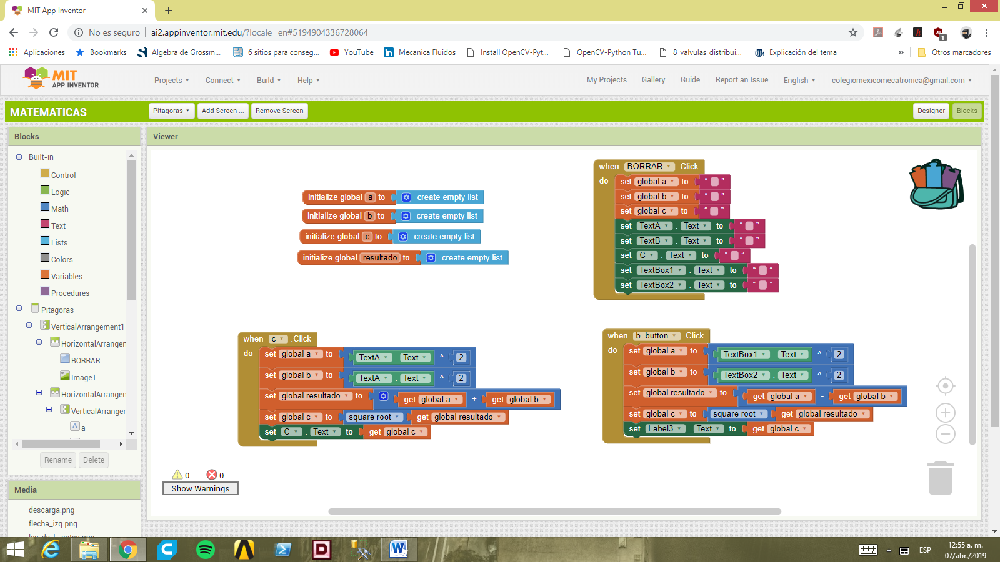 MIT App Inventor
No es seguro | ai2.appinventor.mit.edu/?locale=en#5194904336728064
1
Aplicaciones Bookmarks Algebra de Grossm... 6 sitios para conseg... YouTube Mecanica Fluidos Install OpenCV-Pyt... OpenCV-Python Tu... 8_valvulas_distribui... Explicación del tema » Otros marcadores
MIT
APP INVENTOR
Projects Connect Build Help My Projects Gallery Guide Report an Issue English colegiomexicomecatronica@gmail.com
MATEMATICAS Pitagoras Add Screen ... Remove Screen Designer Blocks
Blocks
Built-in
Control
Logic
Math
Text
Lists
Colors
Variables
Procedures
Pitagoras
VerticalArrangement1
HorizontalArrangen
BORRAR
Image1
HorizontalArrangen
VerticalArranger
a
Rename Delete
Media
descarga.png
flecha_izq.png
Viewer
initialize global a to create empty list
initialize global b to create empty list
initialize global c to create empty list
initialize global resultado to create empty list
when BORRAR .Click
do set global a to “ ”
set global b to “ ”
set global c to “ ”
set TextA . Text to “ ”
set TextB . Text to “ ”
set C . Text to “ ”
set TextBox1 . Text to “ ”
set TextBox2 . Text to “ ”
when c .Click
do set global a to TextA . Text ^ 2
set global b to TextA . Text ^ 2
set global resultado to get global a + get global b
set global c to square root get global resultado
set C . Text to get global c
when b_button .Click
do set global a to TextBox1 . Text ^ 2
set global b to TextBox2 . Text ^ 2
set global resultado to get global a - get global b
set global c to square root get global resultado
set Label3 . Text to get global c
0 0
Show Warnings
ESP
12:55 a. m.
07/abr./2019